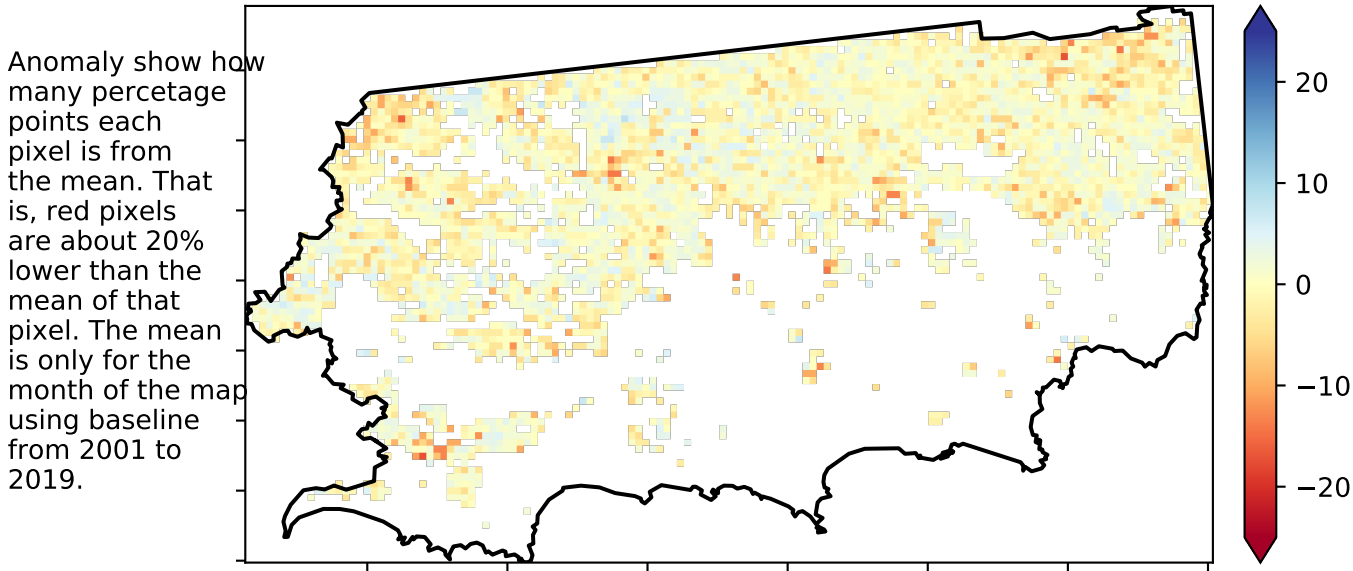 Anomaly show how
many percetage
points each
pixel is from
the mean. That
is, red pixels
are about 20%
lower than the
mean of that
pixel. The mean
is only for the
month of the map
using baseline
from 2001 to
2019.
20
10
0
−10
−20